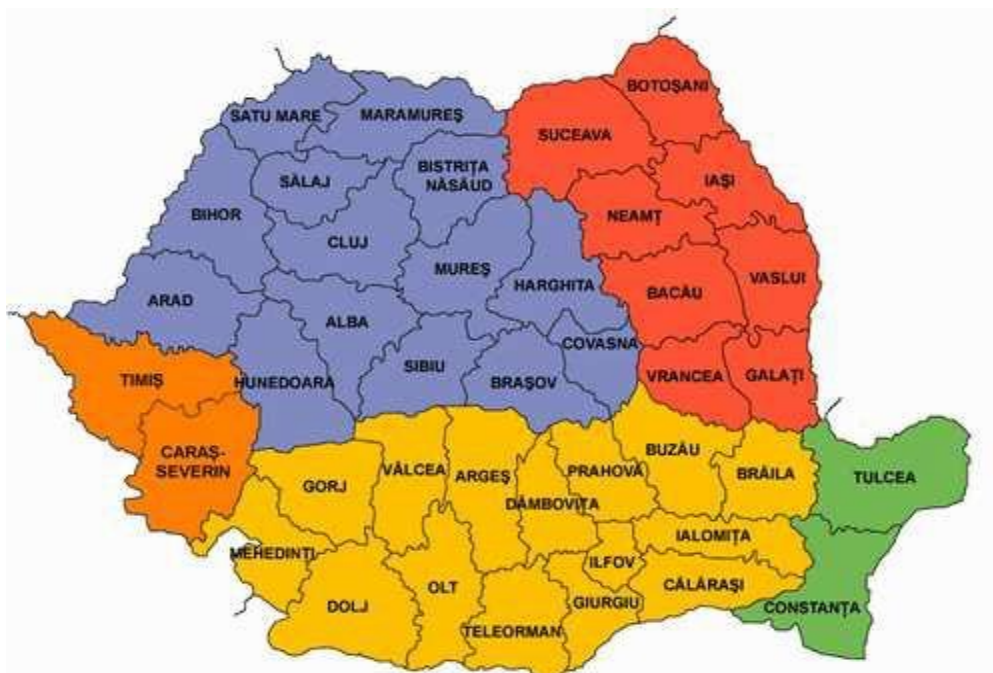 BOTOŞANI
SATU MARE
MARAMUREŞ
SUCEAVA
BISTRIŢA
NĂSĂUD
SĂLAJ
IAŞI
BIHOR
NEAMŢ
CLUJ
MUREŞ
HARGHITA
VASLUI
BACĂU
ARAD
ALBA
COVASNA
SIBIU
TIMIŞ
HUNEDOARA
BRAŞOV
VRANCEA
GALAŢI
CARAŞ-
SEVERIN
BUZĂU
VÂLCEA
ARGEŞ
PRAHOVA
BRĂILA
TULCEA
GORJ
DÂMBOVIŢA
IALOMIŢA
MEHEDINŢI
ILFOV
OLT
CĂLĂRAŞI
DOLJ
GIURGIU
CONSTANŢA
TELEORMAN